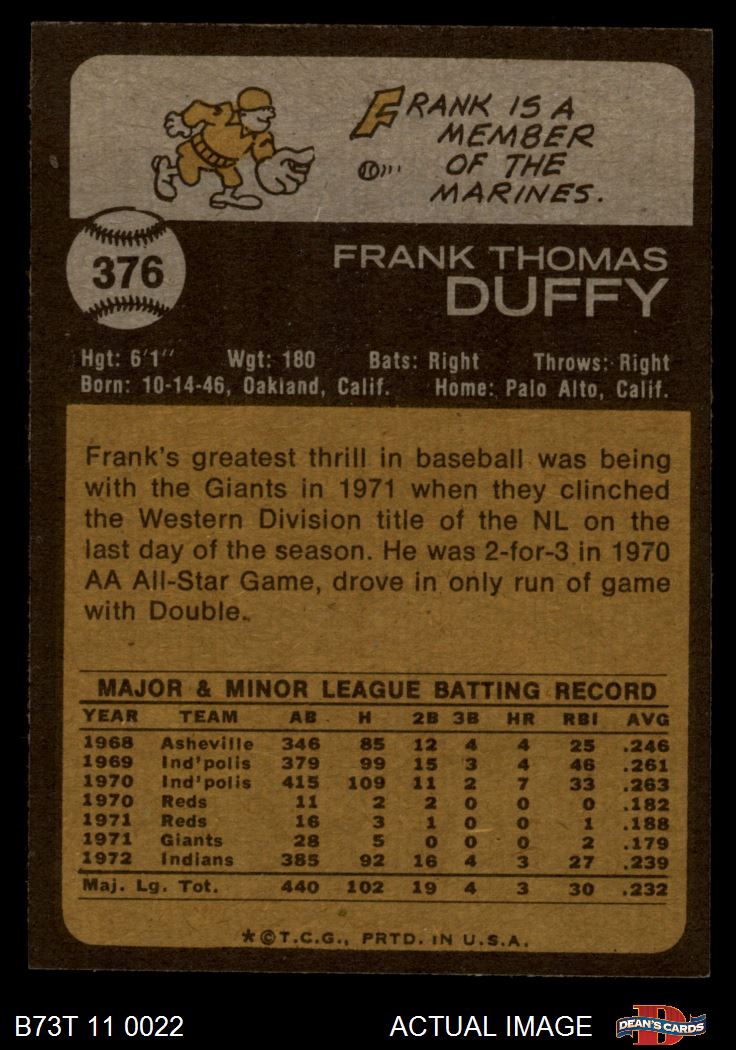 FRANK IS A
MEMBER
OF THE
MARINES.
376
FRANK THOMAS
DUFFY
Hgt: 6'1" Wgt: 180 Bats: Right Throws: Right
Born: 10-14-46, Oakland, Calif. Home: Palo Alto, Calif.
Frank's greatest thrill in baseball was being
with the Giants in 1971 when they clinched
the Western Division title of the NL on the
last day of the season. He was 2-for-3 in 1970
AA All-Star Game, drove in only run of game
with Double.
MAJOR & MINOR LEAGUE BATTING RECORD
YEAR TEAM AB H 2B 3B HR RBI AVG
1968 Asheville 346 85 12 4 4 25 .246
1969 Ind'polis 379 99 15 3 4 46 .261
1970 Ind'polis 415 109 11 2 7 33 .263
1970 Reds 11 2 2 0 0 0 .182
1971 Reds 16 3 1 0 0 1 .188
1971 Giants 28 5 0 0 0 2 .179
1972 Indians 385 92 16 4 3 27 .239
Maj. Lg. Tot. 440 102 19 4 3 30 .232
*©T.C.G., PRTD. IN U.S.A.
B73T 11 0022 ACTUAL IMAGE D DEAN'S CARDS